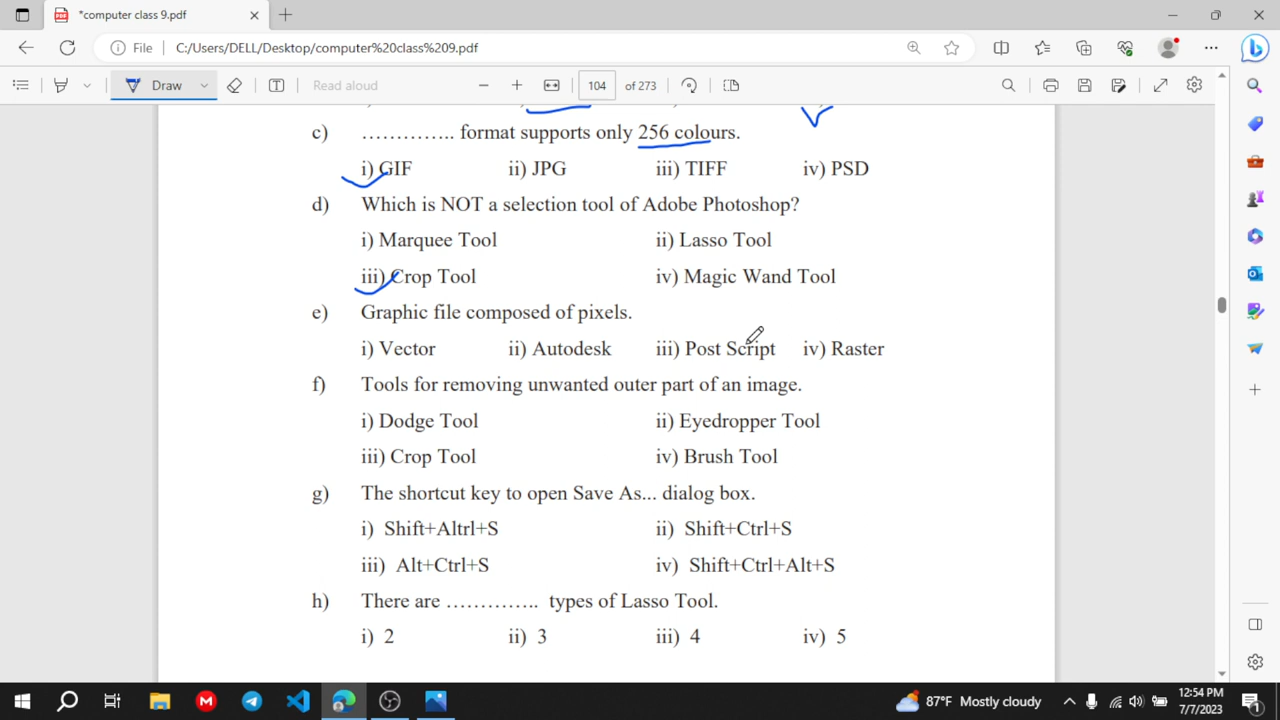 *computer class 9.pdf
File C:/Users/DELL/Desktop/computer%20class%209.pdf
Draw Read aloud 104 of 273
c) ………….. format supports only 256 colours.
i) GIF ii) JPG iii) TIFF iv) PSD
d) Which is NOT a selection tool of Adobe Photoshop?
i) Marquee Tool ii) Lasso Tool
iii) Crop Tool iv) Magic Wand Tool
e) Graphic file composed of pixels.
i) Vector ii) Autodesk iii) Post Script iv) Raster
f) Tools for removing unwanted outer part of an image.
i) Dodge Tool ii) Eyedropper Tool
iii) Crop Tool iv) Brush Tool
g) The shortcut key to open Save As... dialog box.
i) Shift+Altrl+S ii) Shift+Ctrl+S
iii) Alt+Ctrl+S iv) Shift+Ctrl+Alt+S
h) There are ………….. types of Lasso Tool.
i) 2 ii) 3 iii) 4 iv) 5
87°F Mostly cloudy 12:54 PM
7/7/2023